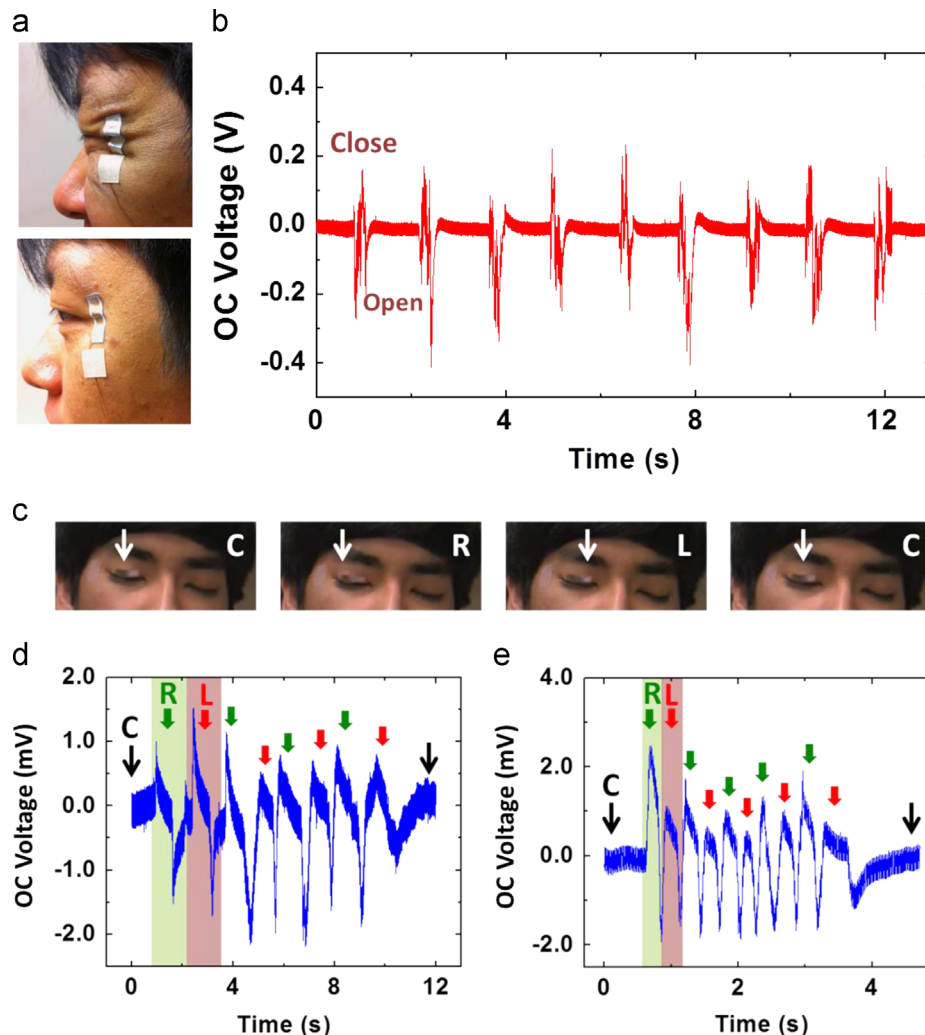 a
b
OC Voltage (V)
0.4
0.2
0.0
-0.2
-0.4
Close
Open
0 4 8 12
Time (s)
c
C R L C
d
OC Voltage (mV)
2.0
1.0
0.0
-1.0
-2.0
C R L
0 4 8 12
Time (s)
e
OC Voltage (mV)
4.0
2.0
0.0
-2.0
C R L
0 2 4
Time (s)